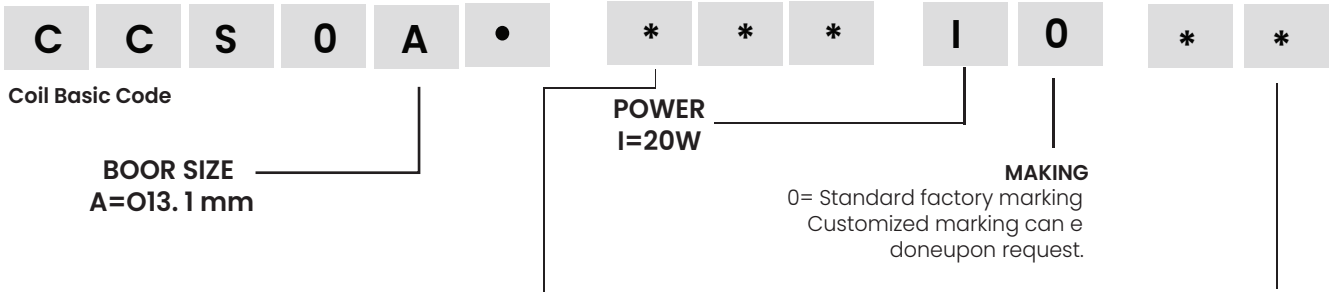 C C S 0 A • * * * I 0 * *
Coil Basic Code
POWER
I=20W
BOOR SIZE
A=O13. 1 mm
MAKING
0= Standard factory marking
Customized marking can e
doneupon request.